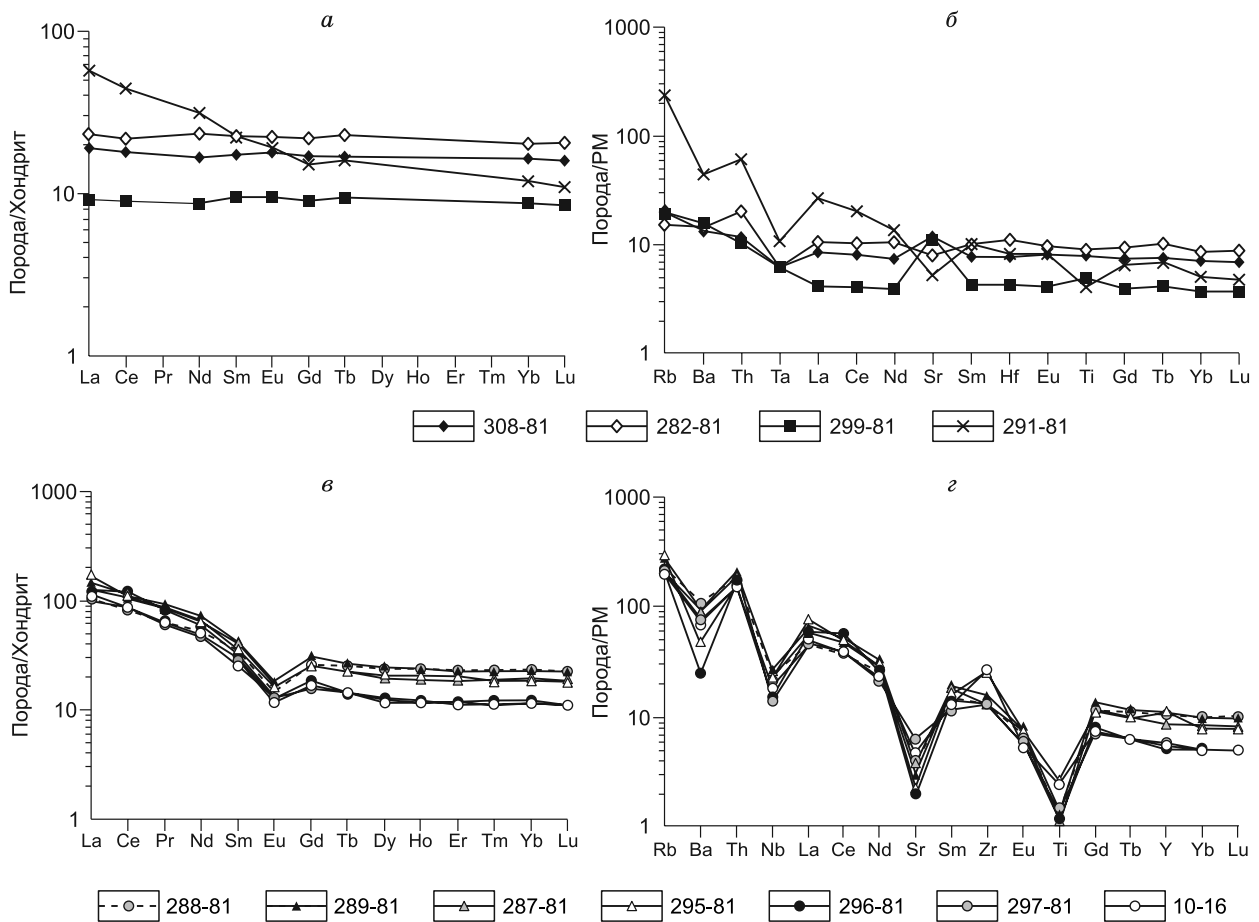 а
100
10
1
Порода/Хондрит
La Ce Pr Nd Sm Eu Gd Tb Dy Ho Er Tm Yb Lu
б
1000
100
10
1
Порода/PM
Rb Ba Th Ta La Ce Nd Sr Sm Hf Eu Ti Gd Tb Yb Lu
308-81 282-81 299-81 291-81
в
1000
100
10
1
Порода/Хондрит
La Ce Pr Nd Sm Eu Gd Tb Dy Ho Er Tm Yb Lu
г
1000
100
10
1
Порода/PM
Rb Ba Th Nb La Ce Nd Sr Sm Zr Eu Ti Gd Tb Y Yb Lu
288-81 289-81 287-81 295-81 296-81 297-81 10-16